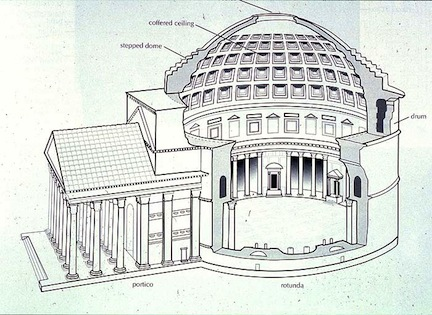 coffered ceiling
stepped dome
drum
portico
rotunda